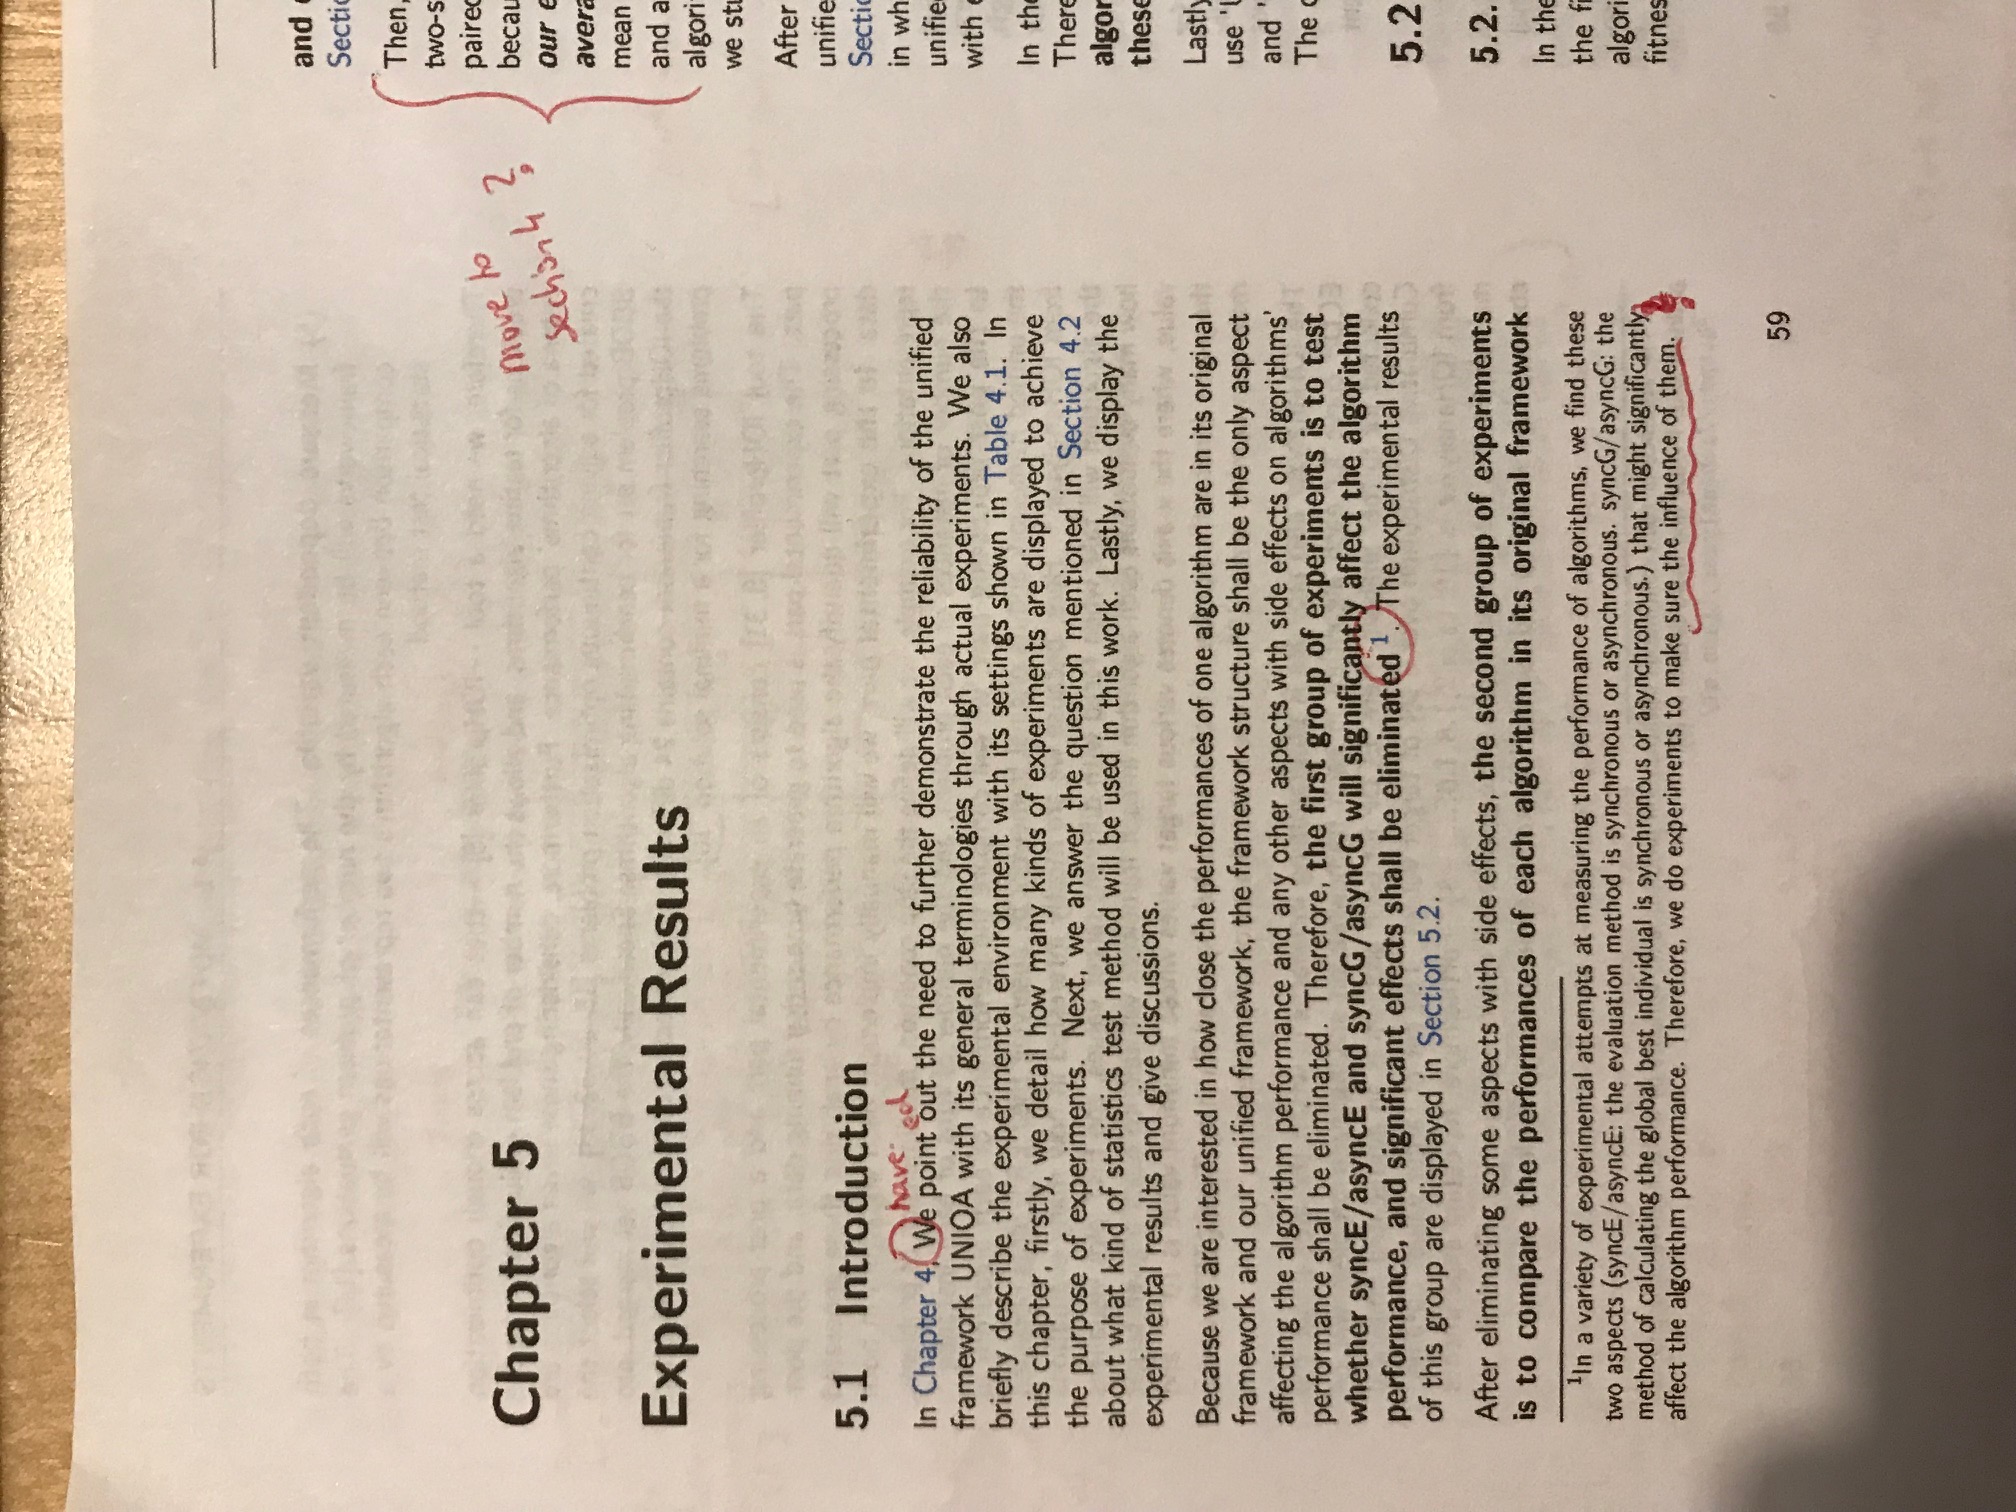 Chapter 5
Experimental Results
5.1 Introduction
have ed
In Chapter 4, We point out the need to further demonstrate the reliability of the unified
framework UNIOA with its general terminologies through actual experiments. We also
briefly describe the experimental environment with its settings shown in Table 4.1. In
this chapter, firstly, we detail how many kinds of experiments are displayed to achieve
the purpose of experiments. Next, we answer the question mentioned in Section 4.2
about what kind of statistics test method will be used in this work. Lastly, we display the
experimental results and give discussions.
Because we are interested in how close the performances of one algorithm are in its original
framework and our unified framework, the framework structure shall be the only aspect
affecting the algorithm performance and any other aspects with side effects on algorithms'
performance shall be eliminated. Therefore, the first group of experiments is to test
whether syncE/asyncE and syncG/asyncG will significantly affect the algorithm
performance, and significant effects shall be eliminated ¹. The experimental results
of this group are displayed in Section 5.2.
After eliminating some aspects with side effects, the second group of experiments
is to compare the performances of each algorithm in its original framework
¹In a variety of experimental attempts at measuring the performance of algorithms, we find these
two aspects (syncE/asyncE: the evaluation method is synchronous or asynchronous. syncG/asyncG: the
method of calculating the global best individual is synchronous or asynchronous.) that might significantly
affect the algorithm performance. Therefore, we do experiments to make sure the influence of them. ?
59
move to
section 4 ?
and
Secti
Then,
two-s
paired
becau
our e
avera
mean
and a
algori
we stu
After
unifie
Sectio
in wh
unified
with e
In the
There
algor
these
Lastly
use 'U
and '
The
5.2
5.2.
In the
the fi
algori
fitnes